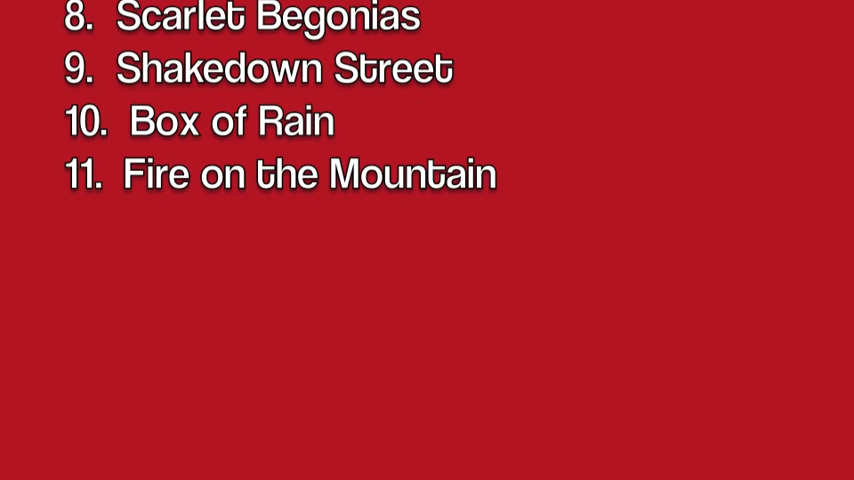 8. Scarlet Begonias
9. Shakedown Street
10. Box of Rain
11. Fire on the Mountain